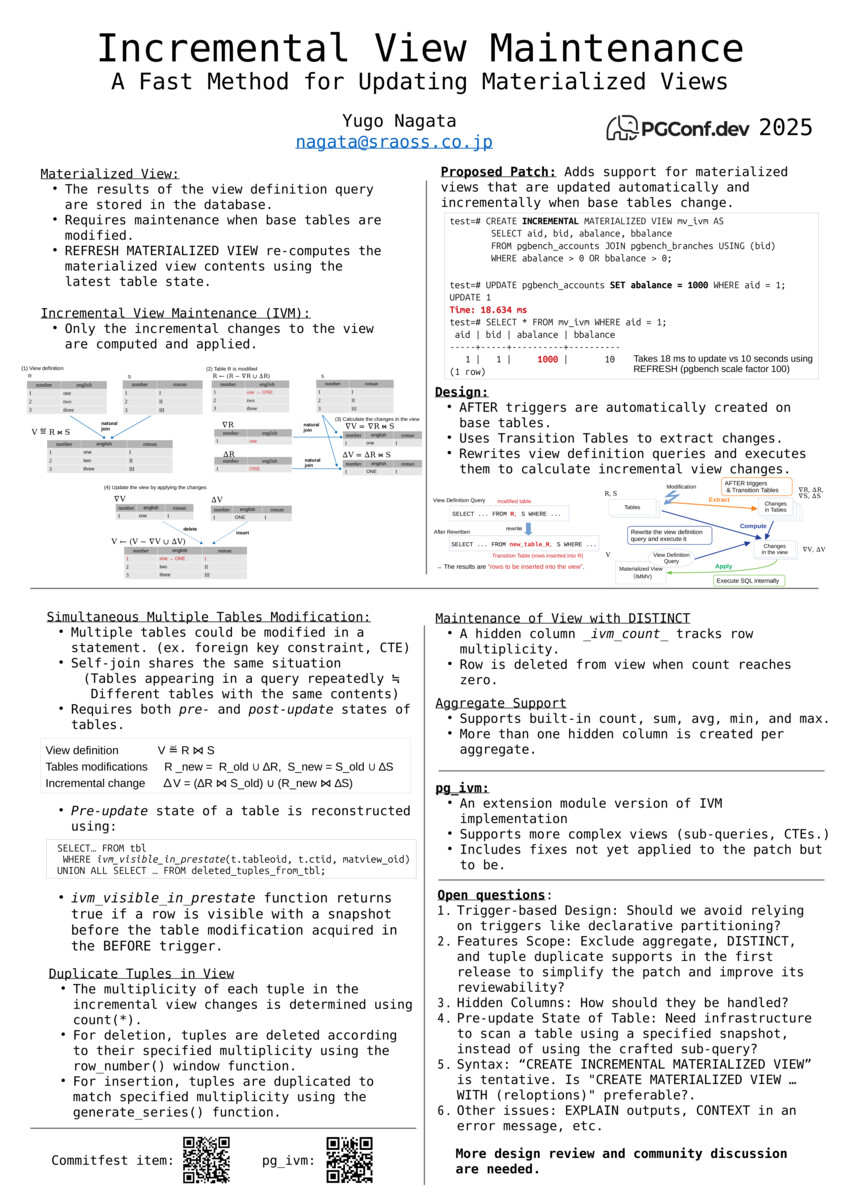 Incremental View Maintenance
A Fast Method for Updating Materialized Views
Yugo Nagata
nagata@sraoss.co.jp
PGConf.dev 2025
Materialized View:
• The results of the view definition query
are stored in the database.
• Requires maintenance when base tables are
modified.
• REFRESH MATERIALIZED VIEW re-computes the
materialized view contents using the
latest table state.
Incremental View Maintenance (IVM):
• Only the incremental changes to the view
are computed and applied.
(1) View definition
R
number english
1 one
2 two
3 three
S
number roman
1 I
2 II
3 III
natural
join
V ≝ R ⋈ S
number english roman
1 one I
2 two II
3 three III
(2) Table R is modified
R ← (R − ∇R ∪ ΔR)
number english
1 one → ONE
2 two
3 three
S
number roman
1 I
2 II
3 III
∇R
number english
1 one
natural
join
ΔR
number english
1 ONE
natural
join
(3) Calculate the changes in the view
∇V = ∇R ⋈ S
number english roman
1 one I
ΔV = ΔR ⋈ S
number english roman
1 ONE I
(4) Update the view by applying the changes
∇V
number english roman
1 one I
ΔV
number english roman
1 ONE I
delete
insert
V ← (V − ∇V ∪ ΔV)
number english roman
1 one → ONE I
2 two II
3 three III
Proposed Patch: Adds support for materialized
views that are updated automatically and
incrementally when base tables change.
test=# CREATE INCREMENTAL MATERIALIZED VIEW mv_ivm AS
SELECT aid, bid, abalance, bbalance
FROM pgbench_accounts JOIN pgbench_branches USING (bid)
WHERE abalance > 0 OR bbalance > 0;
test=# UPDATE pgbench_accounts SET abalance = 1000 WHERE aid = 1;
UPDATE 1
Time: 18.634 ms
test=# SELECT * FROM mv_ivm WHERE aid = 1;
aid | bid | abalance | bbalance
-----+-----+----------+---------
1 | 1 | 1000 | 10
(1 row)
Takes 18 ms to update vs 10 seconds using
REFRESH (pgbench scale factor 100)
Design:
• AFTER triggers are automatically created on
base tables.
• Uses Transition Tables to extract changes.
• Rewrites view definition queries and executes
them to calculate incremental view changes.
View Definition Query
modified table
SELECT ... FROM R, S WHERE ...
rewrite
After Rewritten
SELECT ... FROM new_table_R, S WHERE ...
Transition Table (rows inserted into R)
→ The results are "rows to be inserted into the view".
R, S
Modification
AFTER triggers
& Transition Tables
∇R, ΔR,
∇S, ΔS
Tables
Extract
Changes
in Tables
Rewrite the view definition
query and execute it
Compute
V
View Definition
Query
Changes
in the view
∇V, ΔV
Materialized View
(IMMV)
Apply
Execute SQL internally
Simultaneous Multiple Tables Modification:
• Multiple tables could be modified in a
statement. (ex. foreign key constraint, CTE)
• Self-join shares the same situation
(Tables appearing in a query repeatedly ≒
Different tables with the same contents)
• Requires both pre- and post-update states of
tables.
View definition V ≝ R ⋈ S
Tables modifications R _new = R_old ∪ ΔR, S_new = S_old ∪ ΔS
Incremental change Δ V = (ΔR ⋈ S_old) ∪ (R_new ⋈ ΔS)
• Pre-update state of a table is reconstructed
using:
SELECT… FROM tbl
WHERE ivm_visible_in_prestate(t.tableoid, t.ctid, matview_oid)
UNION ALL SELECT … FROM deleted_tuples_from_tbl;
• ivm_visible_in_prestate function returns
true if a row is visible with a snapshot
before the table modification acquired in
the BEFORE trigger.
Duplicate Tuples in View
• The multiplicity of each tuple in the
incremental view changes is determined using
count(*).
• For deletion, tuples are deleted according
to their specified multiplicity using the
row_number() window function.
• For insertion, tuples are duplicated to
match specified multiplicity using the
generate_series() function.
Commitfest item:
pg_ivm:
Maintenance of View with DISTINCT
• A hidden column _ivm_count_ tracks row
multiplicity.
• Row is deleted from view when count reaches
zero.
Aggregate Support
• Supports built-in count, sum, avg, min, and max.
• More than one hidden column is created per
aggregate.
pg_ivm:
• An extension module version of IVM
implementation
• Supports more complex views (sub-queries, CTEs.)
• Includes fixes not yet applied to the patch but
to be.
Open questions:
1. Trigger-based Design: Should we avoid relying
on triggers like declarative partitioning?
2. Features Scope: Exclude aggregate, DISTINCT,
and tuple duplicate supports in the first
release to simplify the patch and improve its
reviewability?
3. Hidden Columns: How should they be handled?
4. Pre-update State of Table: Need infrastructure
to scan a table using a specified snapshot,
instead of using the crafted sub-query?
5. Syntax: “CREATE INCREMENTAL MATERIALIZED VIEW”
is tentative. Is "CREATE MATERIALIZED VIEW …
WITH (reloptions)" preferable?.
6. Other issues: EXPLAIN outputs, CONTEXT in an
error message, etc.
More design review and community discussion
are needed.